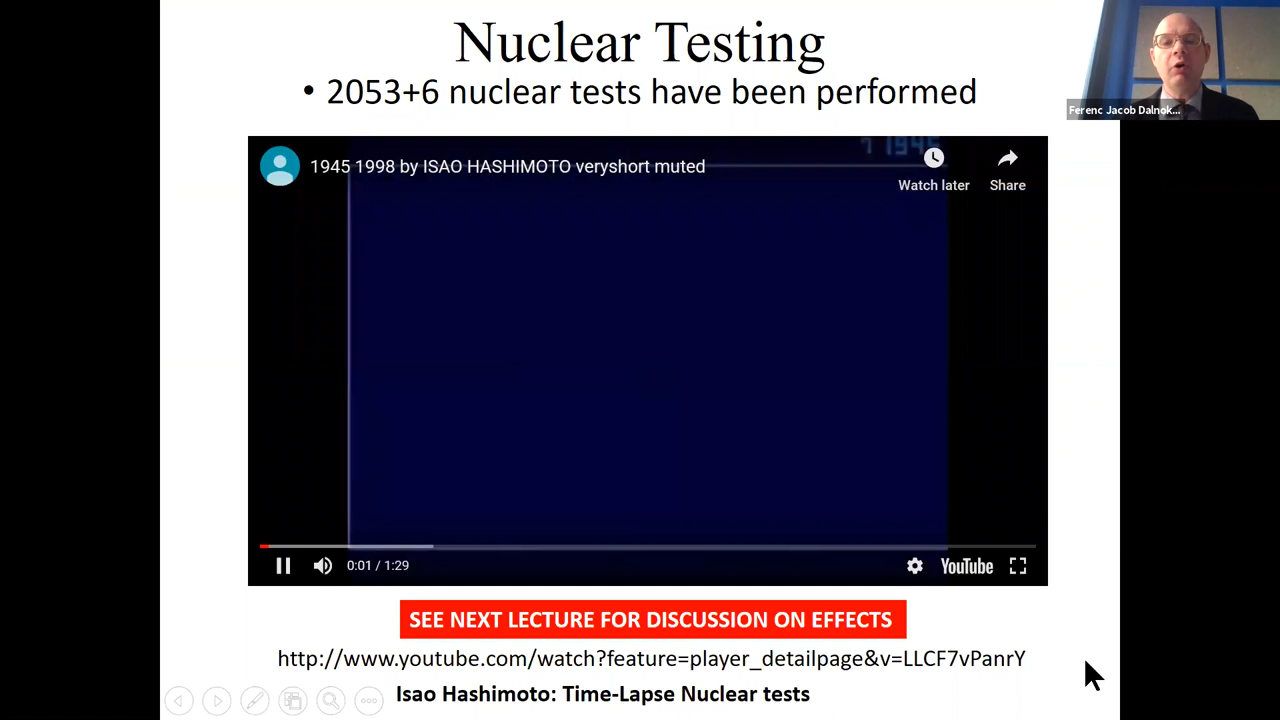 Nuclear Testing
• 2053+6 nuclear tests have been performed
Ferenc Jacob Dalnok...
1945 1998 by ISAO HASHIMOTO veryshort muted
1945
Watch later
Share
0:01 / 1:29
YouTube
SEE NEXT LECTURE FOR DISCUSSION ON EFFECTS
http://www.youtube.com/watch?feature=player_detailpage&v=LLCF7vPanrY
Isao Hashimoto: Time-Lapse Nuclear tests